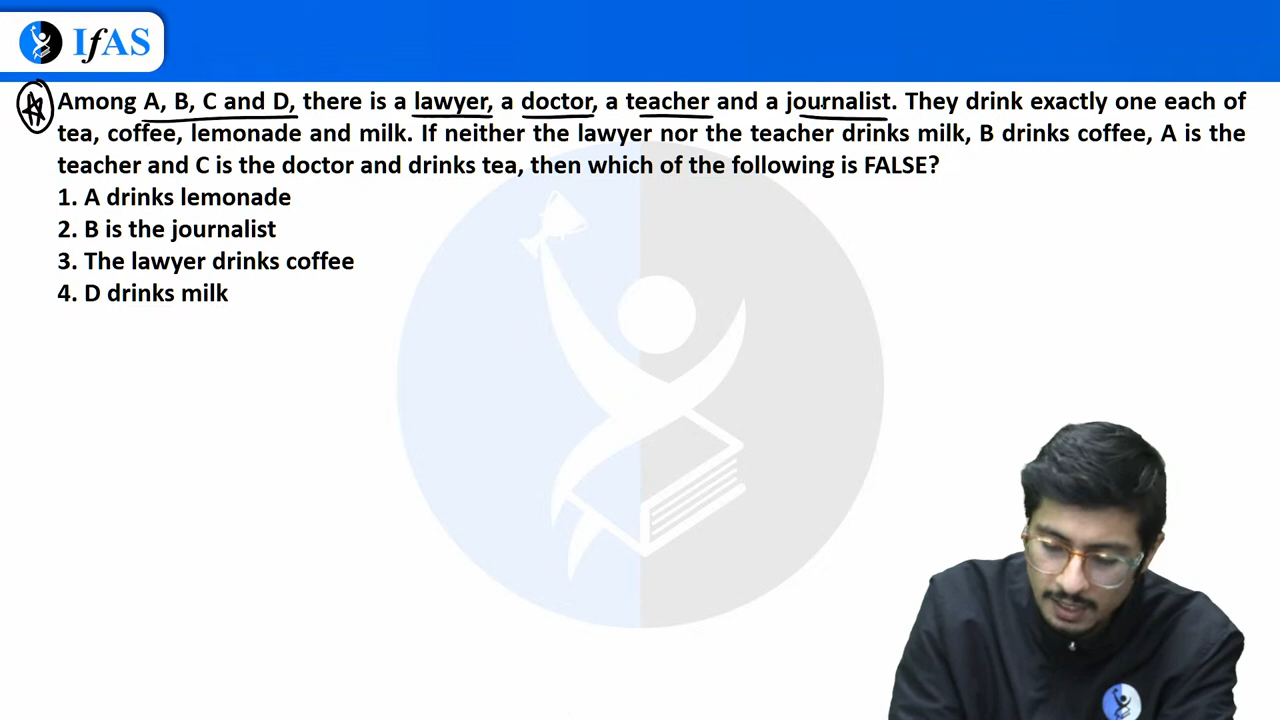 IfAS
Among A, B, C and D, there is a lawyer, a doctor, a teacher and a journalist. They drink exactly one each of
tea, coffee, lemonade and milk. If neither the lawyer nor the teacher drinks milk, B drinks coffee, A is the
teacher and C is the doctor and drinks tea, then which of the following is FALSE?
1. A drinks lemonade
2. B is the journalist
3. The lawyer drinks coffee
4. D drinks milk